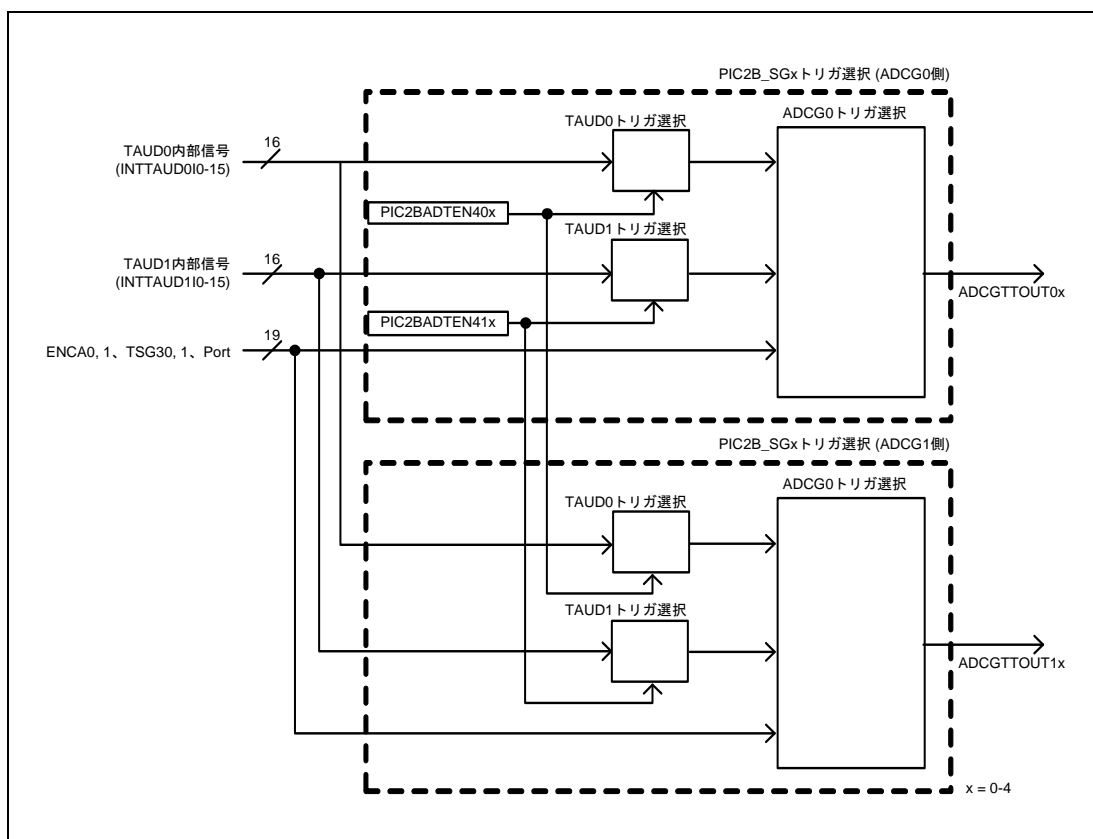 PIC2B_SGxトリガ選択 (ADCG0側)
ADCG0トリガ選択
TAUD0トリガ選択
16
TAUD0内部信号
(INTTAUD0I0-15)
PIC2BADTEN40x
TAUD1トリガ選択
16
TAUD1内部信号
(INTTAUD1I0-15)
ADCGTTOUT0x
PIC2BADTEN41x
19
ENCA0, 1、TSG30, 1、Port
PIC2B_SGxトリガ選択 (ADCG1側)
ADCG0トリガ選択
TAUD0トリガ選択
TAUD1トリガ選択
ADCGTTOUT1x
x = 0-4